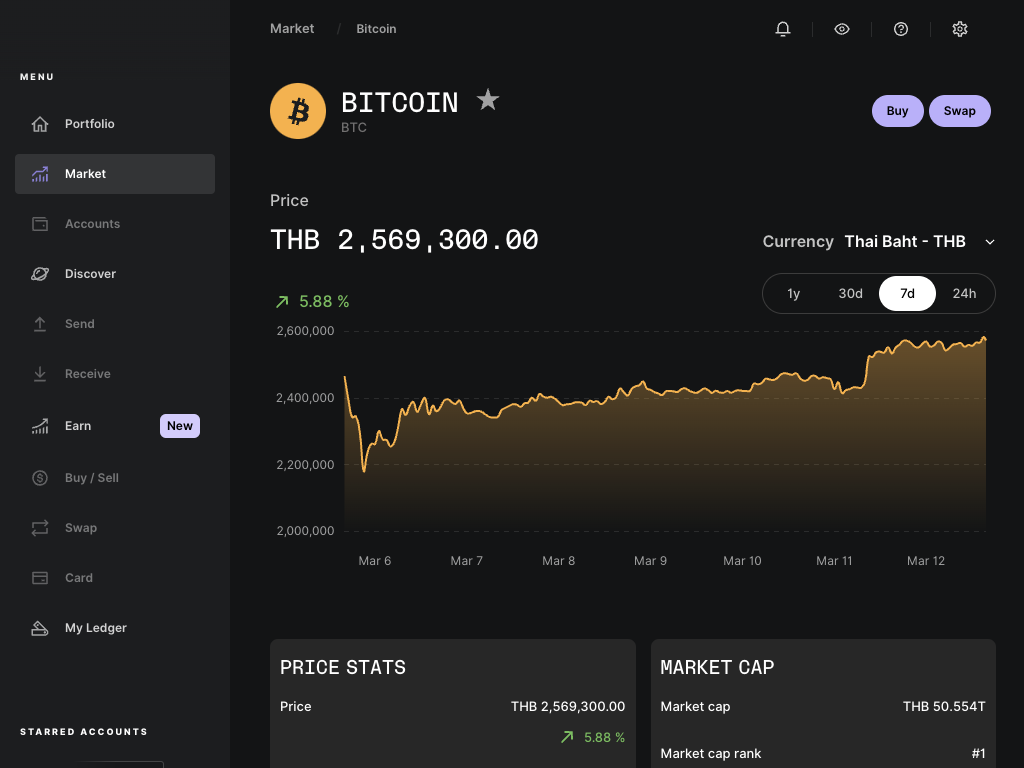 Market / Bitcoin
MENU
Portfolio
Market
Accounts
Discover
Send
Receive
Earn New
Buy / Sell
Swap
Card
My Ledger
STARRED ACCOUNTS
BITCOIN
BTC
Buy Swap
Price
THB 2,569,300.00
Currency Thai Baht - THB
5.88 %
1y 30d 7d 24h
2,600,000
2,400,000
2,200,000
2,000,000
Mar 6 Mar 7 Mar 8 Mar 9 Mar 10 Mar 11 Mar 12
PRICE STATS
Price THB 2,569,300.00
5.88 %
MARKET CAP
Market cap THB 50.554T
Market cap rank #1